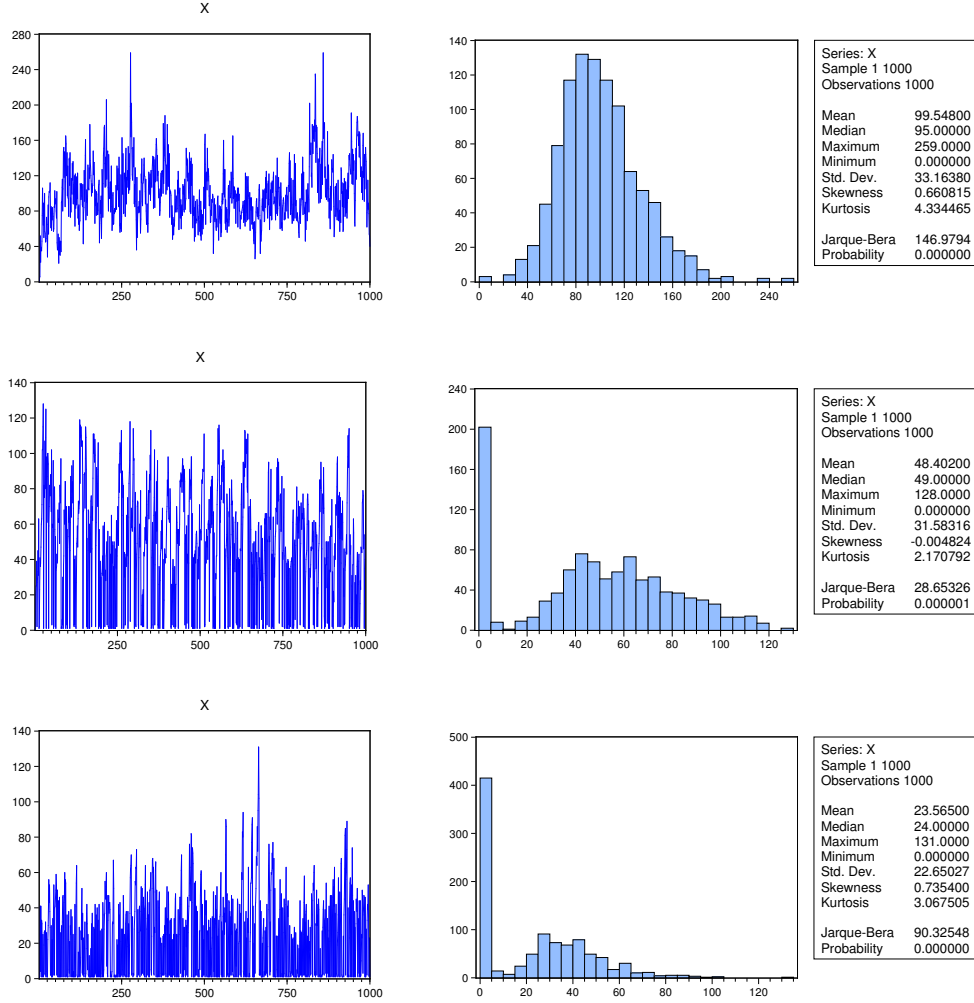 X
280
240
200
160
120
80
40
0
250
500
750
1000
140
120
100
80
60
40
20
0
0
40
80
120
160
200
240
Series: X
Sample 1 1000
Observations 1000
Mean 99.54800
Median 95.00000
Maximum 259.0000
Minimum 0.000000
Std. Dev. 33.16380
Skewness 0.660815
Kurtosis 4.334465
Jarque-Bera 146.9794
Probability 0.000000
X
140
120
100
80
60
40
20
0
250
500
750
1000
240
200
160
120
80
40
0
0
20
40
60
80
100
120
Series: X
Sample 1 1000
Observations 1000
Mean 48.40200
Median 49.00000
Maximum 128.0000
Minimum 0.000000
Std. Dev. 31.58316
Skewness -0.004824
Kurtosis 2.170792
Jarque-Bera 28.65326
Probability 0.000001
X
140
120
100
80
60
40
20
0
250
500
750
1000
500
400
300
200
100
0
0
20
40
60
80
100
120
Series: X
Sample 1 1000
Observations 1000
Mean 23.56500
Median 24.00000
Maximum 131.0000
Minimum 0.000000
Std. Dev. 22.65027
Skewness 0.735400
Kurtosis 3.067505
Jarque-Bera 90.32548
Probability 0.000000